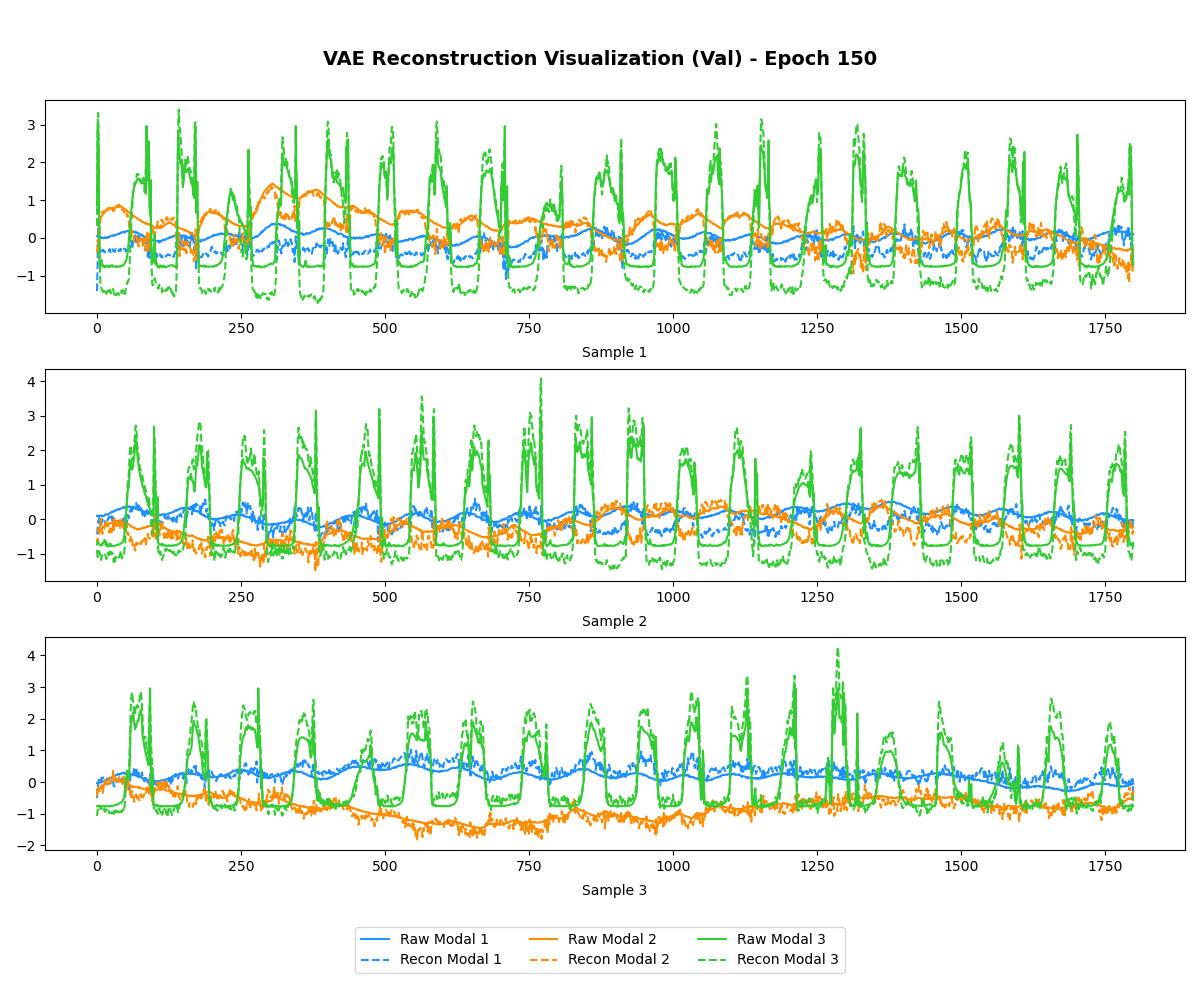 VAE Reconstruction Visualization (Val) - Epoch 150
3
2
1
0
−1
0 250 500 750 1000 1250 1500 1750
Sample 1
4
3
2
1
0
−1
0 250 500 750 1000 1250 1500 1750
Sample 2
4
3
2
1
0
−1
−2
0 250 500 750 1000 1250 1500 1750
Sample 3
Raw Modal 1 Raw Modal 2 Raw Modal 3
Recon Modal 1 Recon Modal 2 Recon Modal 3